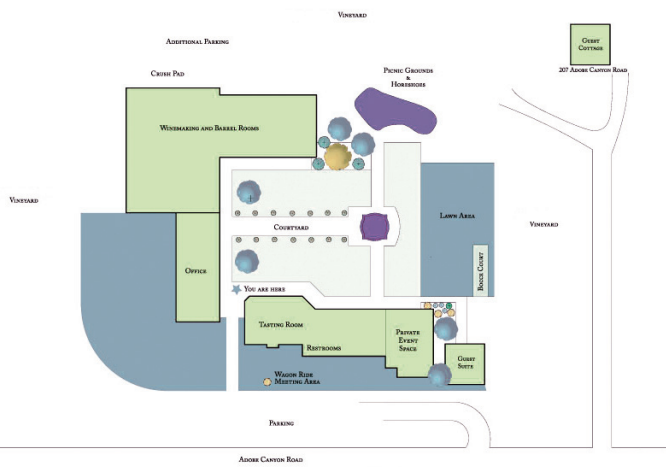 VINEYARD
ADDITIONAL PARKING
GUEST
COTTAGE
207 ADOBE CANYON ROAD
CRUSH PAD
PICNIC GROUNDS
&
HORESHOES
WINEMAKING AND BARREL ROOMS
VINEYARD
LAWN AREA
VINEYARD
COURTYARD
BOCCE COURT
OFFICE
YOU ARE HERE
TASTING ROOM
PRIVATE
EVENT
SPACE
RESTROOMS
GUEST
SUITE
WAGON RIDE
MEETING AREA
PARKING
ADOBE CANYON ROAD